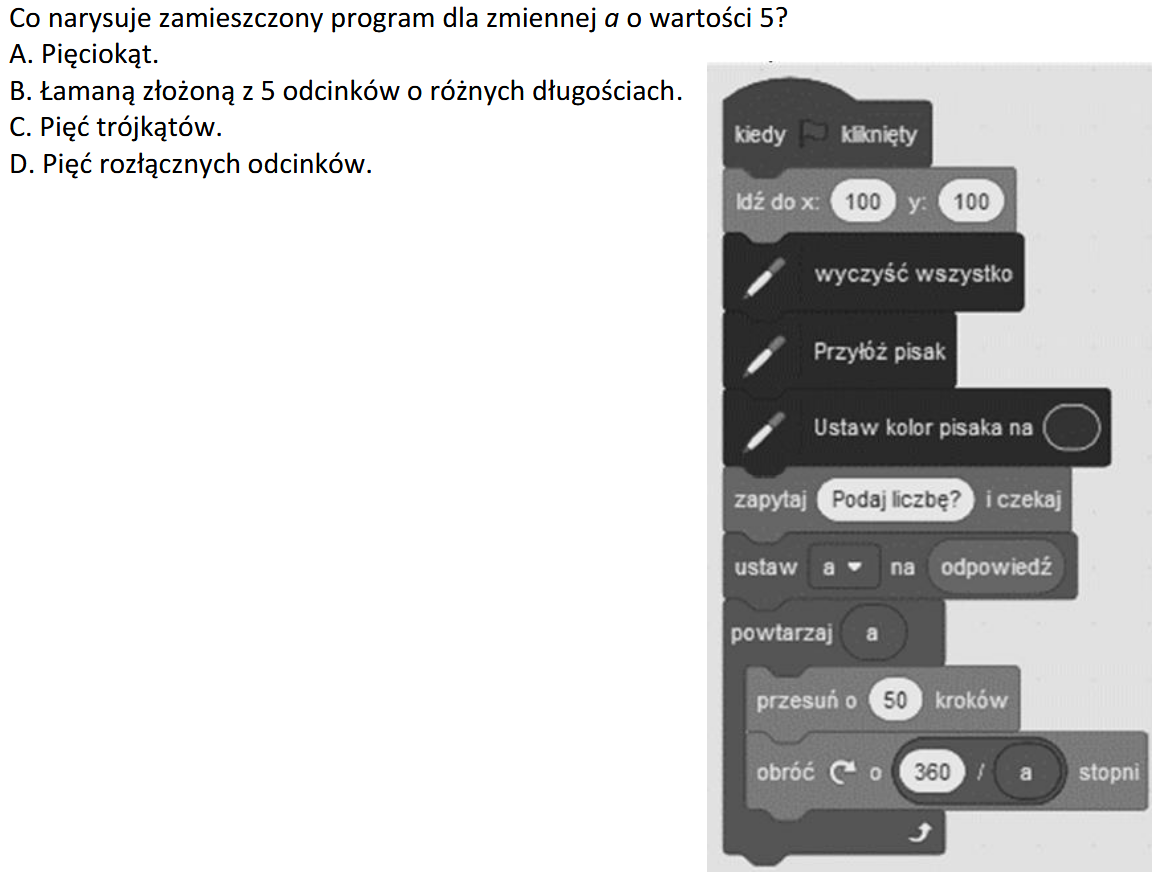 Co narysuje zamieszczony program dla zmiennej a o wartości 5?
A. Pięciokąt.
B. Łamaną złożoną z 5 odcinków o różnych długościach.
C. Pięć trójkątów.
D. Pięć rozłącznych odcinków.
kiedy kliknięty
Idź do x: 100 y: 100
wyczyść wszystko
Przyłóż pisak
Ustaw kolor pisaka na
zapytaj Podaj liczbę? i czekaj
ustaw a na odpowiedź
powtarzaj a
przesuń o 50 kroków
obróć o 360 / a stopni